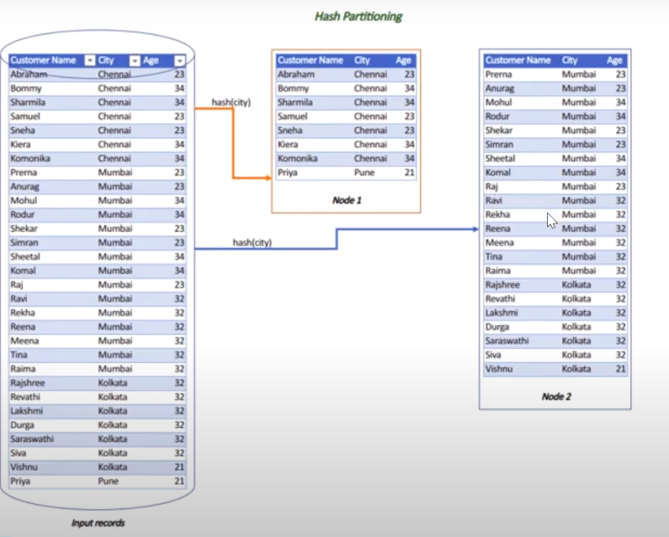 Hash Partitioning
Customer Name City Age
Abraham Chennai 23
Bommy Chennai 34
Sharmila Chennai 34
Samuel Chennai 23
Sneha Chennai 23
Kiera Chennai 34
Komonika Chennai 34
Prerna Mumbai 23
Anurag Mumbai 23
Mohul Mumbai 34
Rodur Mumbai 34
Shekar Mumbai 23
Simran Mumbai 23
Sheetal Mumbai 34
Komal Mumbai 34
Raj Mumbai 23
Ravi Mumbai 32
Rekha Mumbai 32
Reena Mumbai 32
Meena Mumbai 32
Tina Mumbai 32
Raima Mumbai 32
Rajshree Kolkata 32
Revathi Kolkata 32
Lakshmi Kolkata 32
Durga Kolkata 32
Saraswathi Kolkata 32
Siva Kolkata 32
Vishnu Kolkata 21
Priya Pune 21
Input records
hash(city)
hash(city)
Customer Name City Age
Abraham Chennai 23
Bommy Chennai 34
Sharmila Chennai 34
Samuel Chennai 23
Sneha Chennai 23
Kiera Chennai 34
Komonika Chennai 34
Priya Pune 21
Node 1
Customer Name City Age
Prerna Mumbai 23
Anurag Mumbai 23
Mohul Mumbai 34
Rodur Mumbai 34
Shekar Mumbai 23
Simran Mumbai 23
Sheetal Mumbai 34
Komal Mumbai 34
Raj Mumbai 23
Ravi Mumbai 32
Rekha Mumbai 32
Reena Mumbai 32
Meena Mumbai 32
Tina Mumbai 32
Raima Mumbai 32
Rajshree Kolkata 32
Revathi Kolkata 32
Lakshmi Kolkata 32
Durga Kolkata 32
Saraswathi Kolkata 32
Siva Kolkata 32
Vishnu Kolkata 21
Node 2